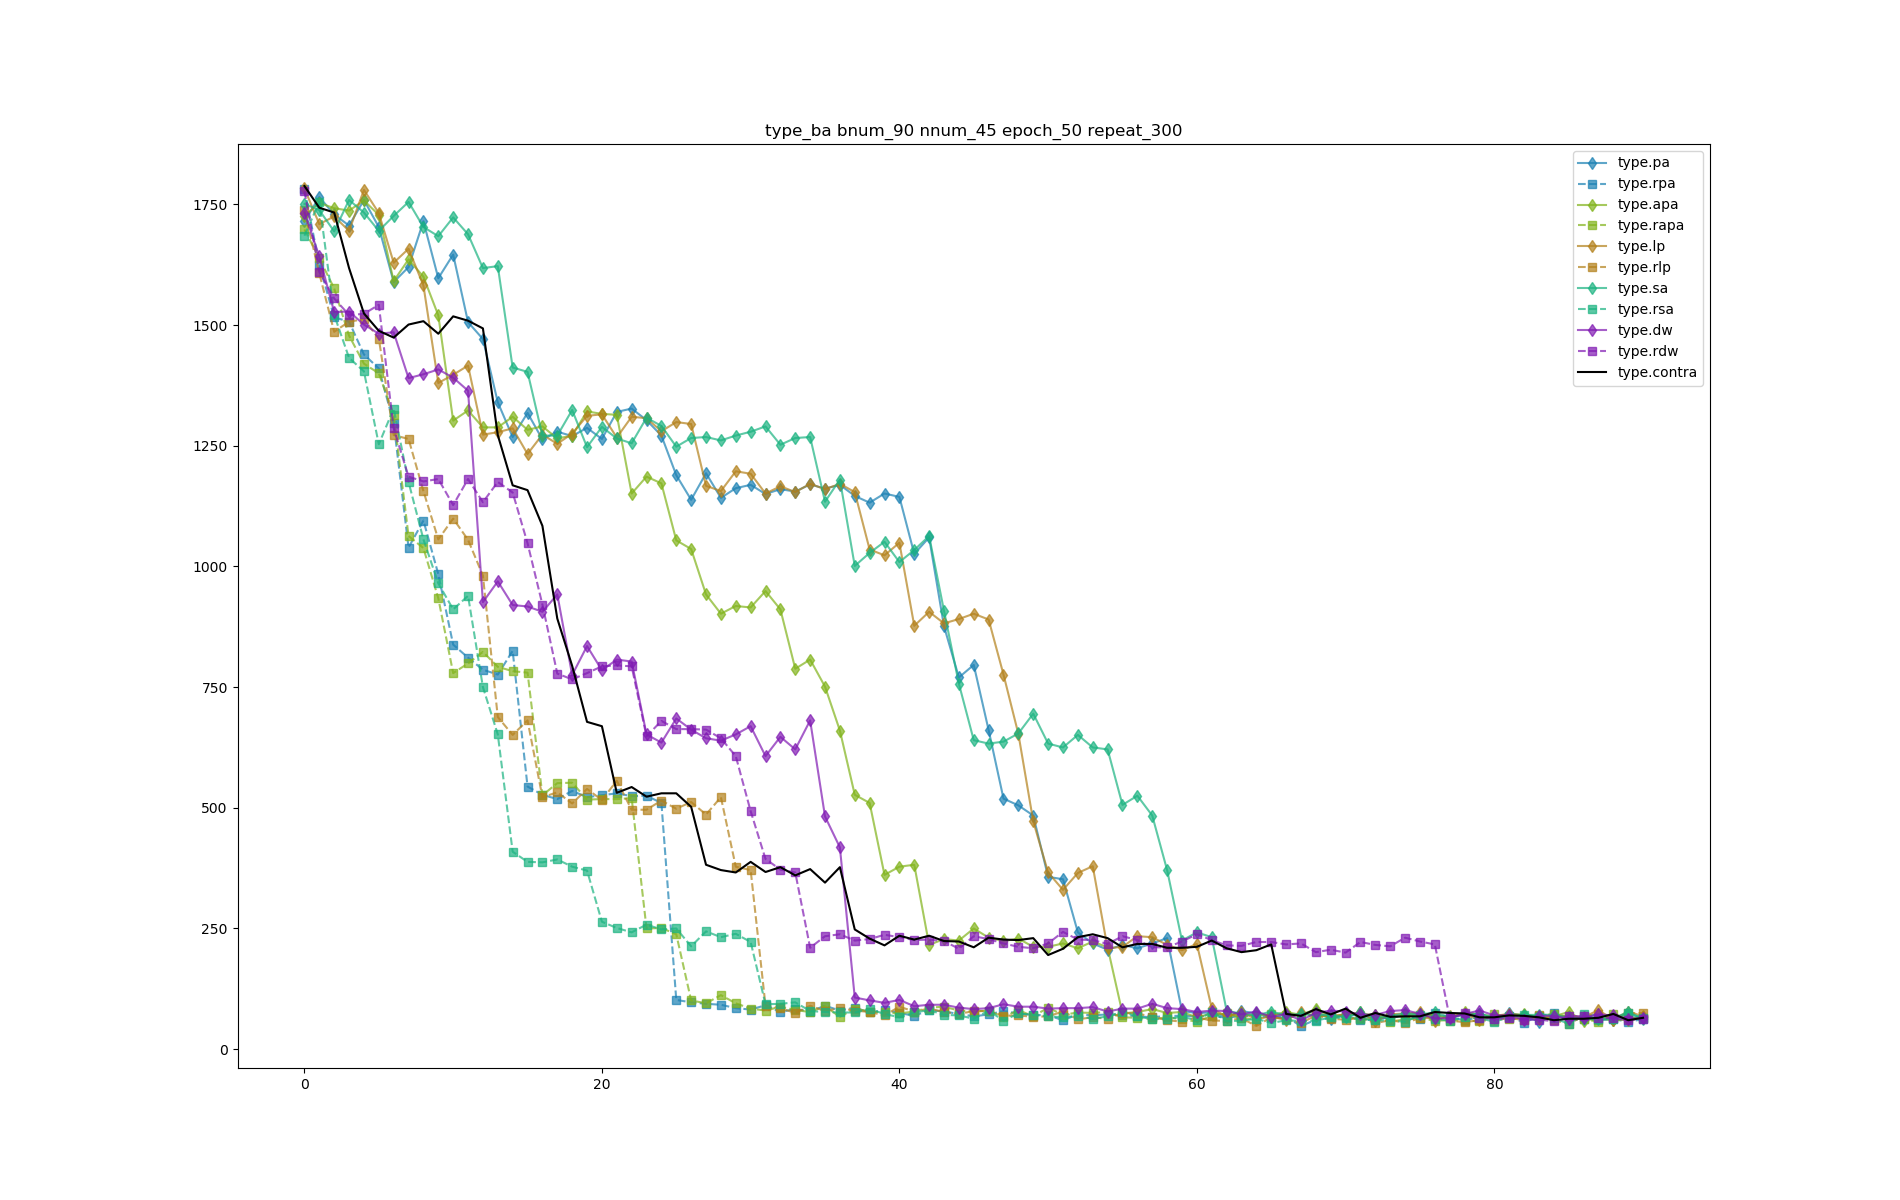 type_ba bnum_90 nnum_45 epoch_50 repeat_300
type.pa
type.rpa
type.apa
type.rapa
type.lp
type.rlp
type.sa
type.rsa
type.dw
type.rdw
type.contra
1750
1500
1250
1000
750
500
250
0
0 20 40 60 80